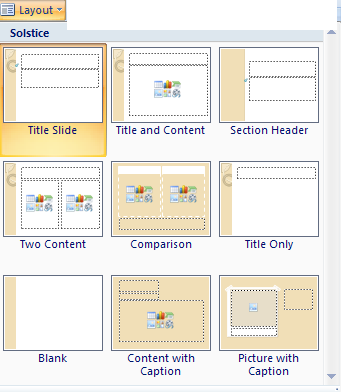 Layout
Solstice
Title Slide
Title and Content
Section Header
Two Content
Comparison
Title Only
Blank
Content with
Caption
Picture with
Caption